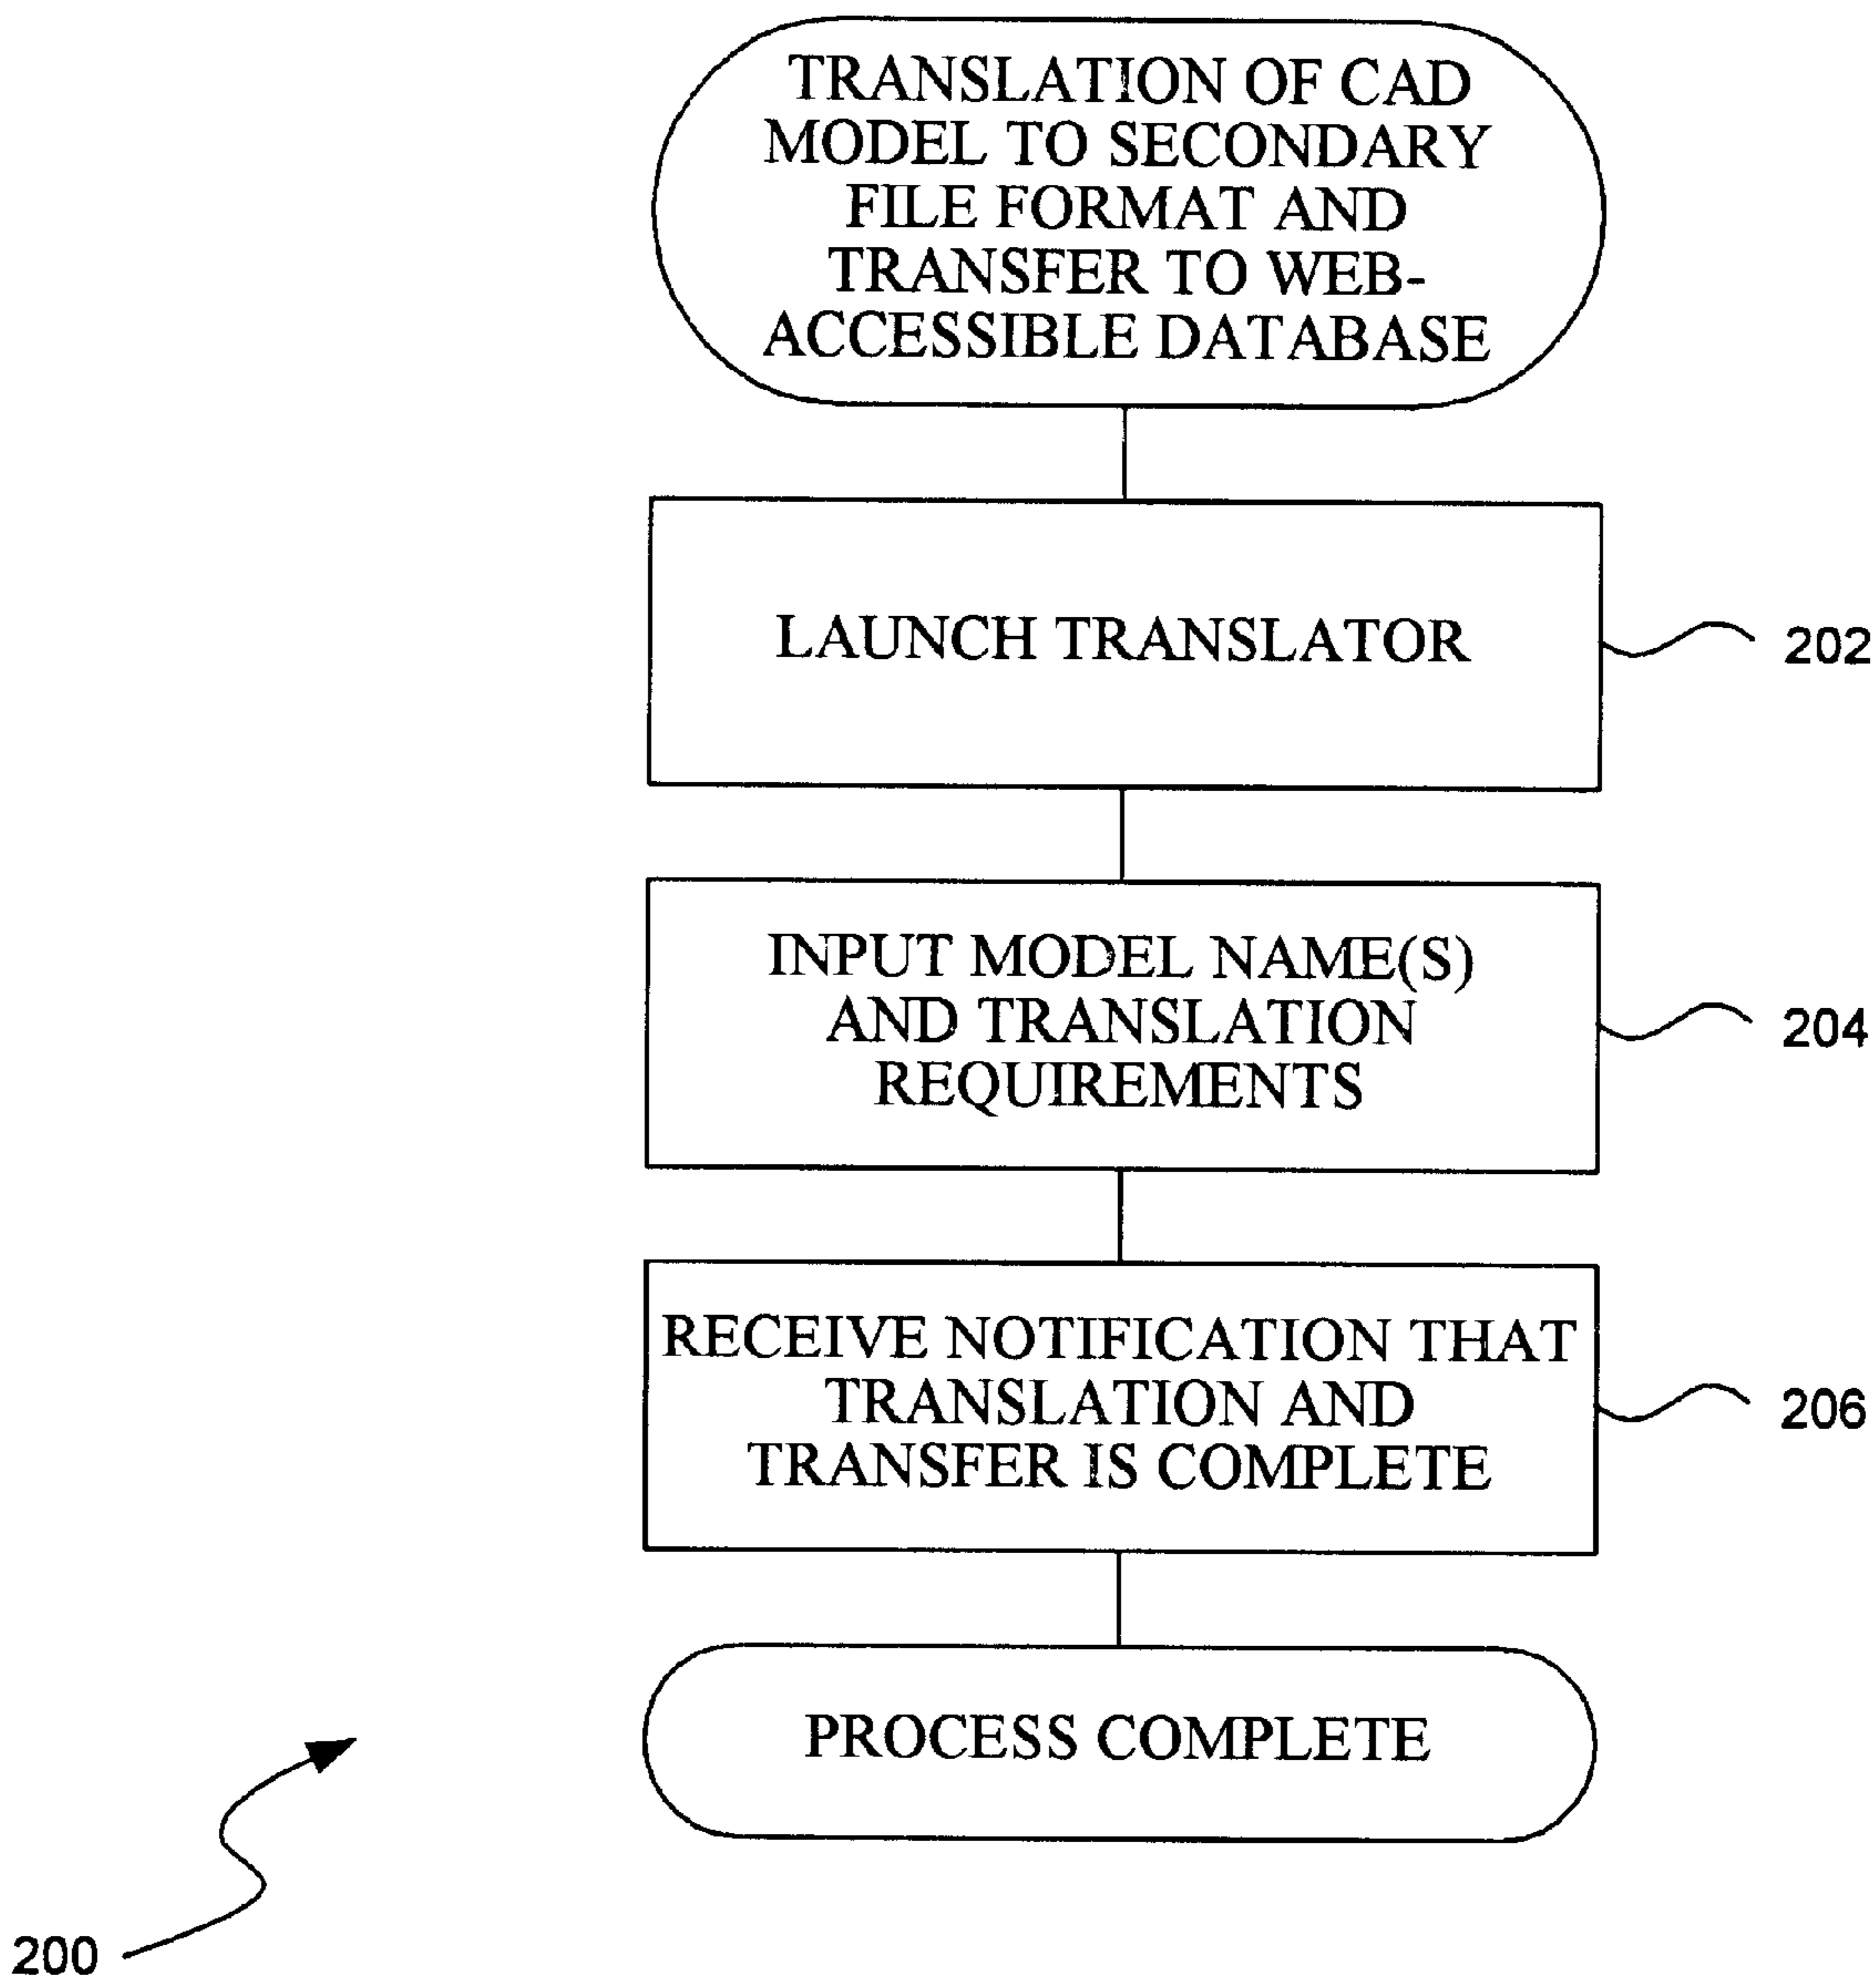 TRANSLATION OF CAD
MODEL TO SECONDARY
FILE FORMAT AND
TRANSFER TO WEB-
ACCESSIBLE DATABASE
LAUNCH TRANSLATOR
202
INPUT MODEL NAME(S)
AND TRANSLATION
REQUIREMENTS
204
RECEIVE NOTIFICATION THAT
TRANSLATION AND
TRANSFER IS COMPLETE
206
PROCESS COMPLETE
200